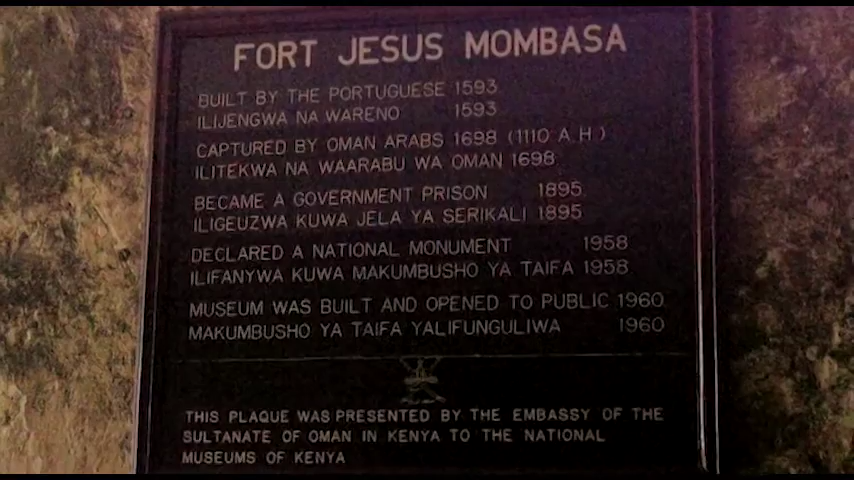 FORT JESUS MOMBASA
BUILT BY THE PORTUGUESE 1593
ILIJENGWA NA WARENO 1593
CAPTURED BY OMAN ARABS 1698 (1110 A.H)
ILITEKWA NA WAARABU WA OMAN 1698
BECAME A GOVERNMENT PRISON 1895
ILIGEUZWA KUWA JELA YA SERIKALI 1895
DECLARED A NATIONAL MONUMENT 1958
ILIFANYWA KUWA MAKUMBUSHO YA TAIFA 1958
MUSEUM WAS BUILT AND OPENED TO PUBLIC 1960
MAKUMBUSHO YA TAIFA YALIFUNGULIWA 1960
THIS PLAQUE WAS PRESENTED BY THE EMBASSY OF THE
SULTANATE OF OMAN IN KENYA TO THE NATIONAL
MUSEUMS OF KENYA